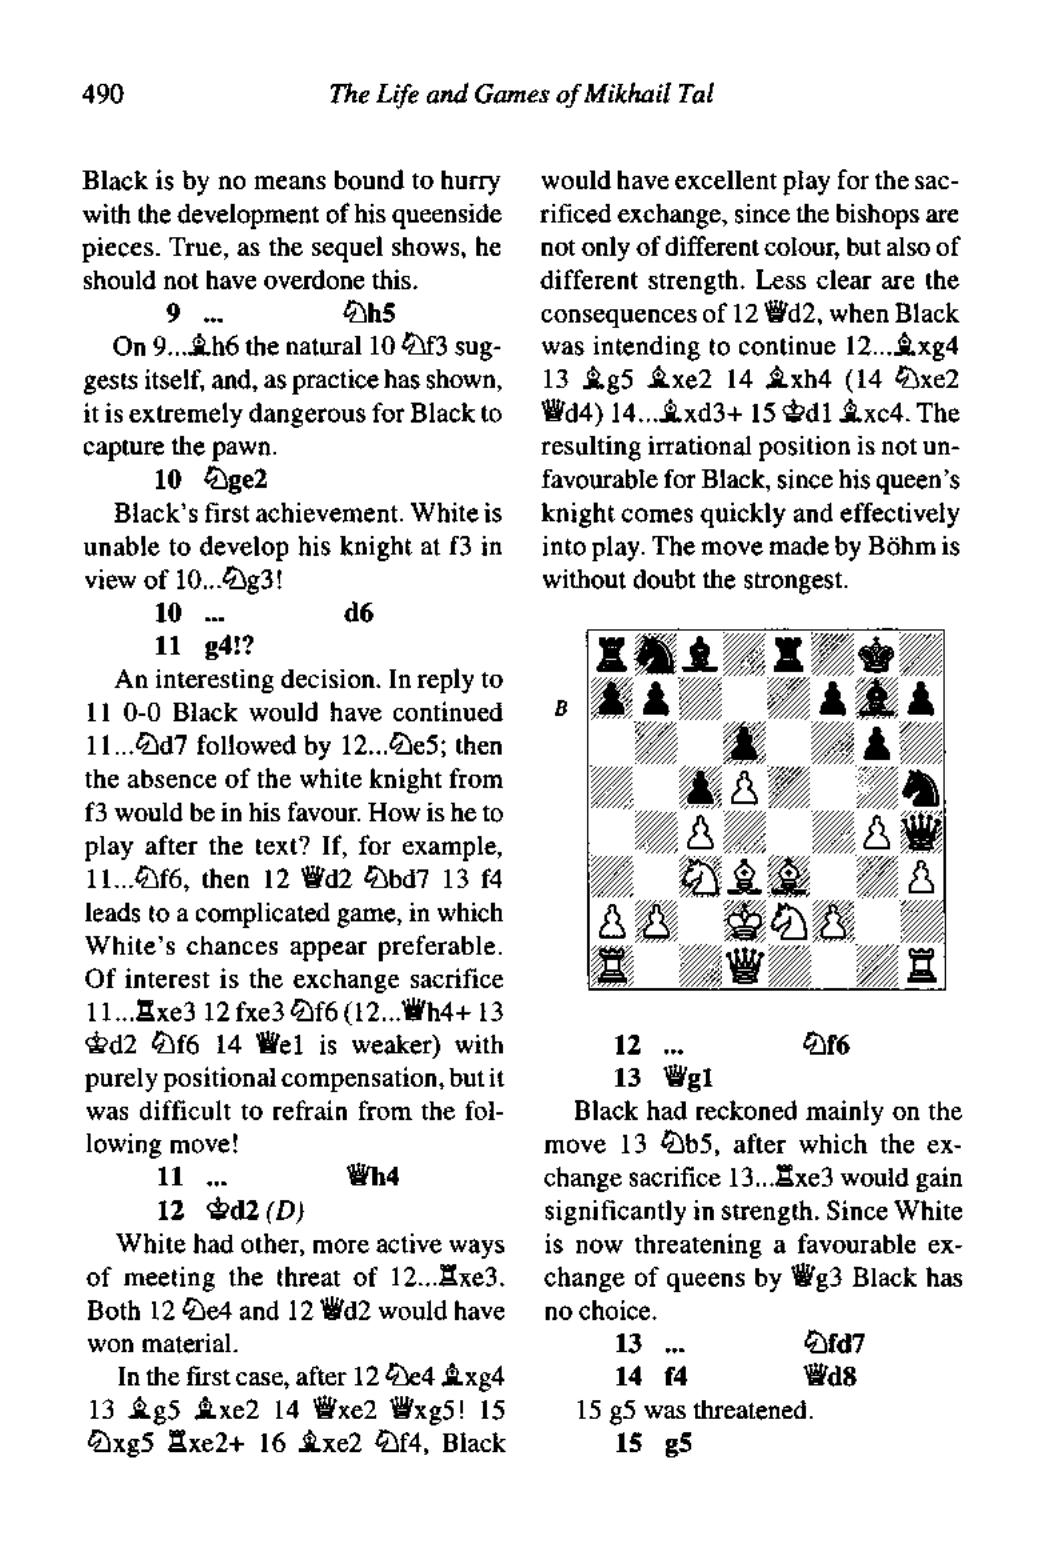 490
The Life and Games of Mikhail Tal
Black is by no means bound to hurry
with the development of his queenside
pieces. True, as the sequel shows, he
should not have overdone this.
9 ... ♘h5
On 9...♗h6 the natural 10 ♘f3 sug-
gests itself, and, as practice has shown,
it is extremely dangerous for Black to
capture the pawn.
10 ♘ge2
Black's first achievement. White is
unable to develop his knight at f3 in
view of 10...♘g3!
10 ... d6
11 g4!?
An interesting decision. In reply to
11 0-0 Black would have continued
11...♘d7 followed by 12...♘e5; then
the absence of the white knight from
f3 would be in his favour. How is he to
play after the text? If, for example,
11...♘f6, then 12 ♕d2 ♘bd7 13 f4
leads to a complicated game, in which
White's chances appear preferable.
Of interest is the exchange sacrifice
11...♖xe3 12 fxe3 ♘f6 (12...♕h4+ 13
♔d2 ♘f6 14 ♕e1 is weaker) with
purely positional compensation, but it
was difficult to refrain from the fol-
lowing move!
11 ... ♕h4
12 ♔d2 (D)
White had other, more active ways
of meeting the threat of 12...♖xe3.
Both 12 ♘e4 and 12 ♕d2 would have
won material.
In the first case, after 12 ♘e4 ♗xg4
13 ♗g5 ♗xe2 14 ♕xe2 ♕xg5! 15
♘xg5 ♖xe2+ 16 ♗xe2 ♘f4, Black
would have excellent play for the sac-
rificed exchange, since the bishops are
not only of different colour, but also of
different strength. Less clear are the
consequences of 12 ♕d2, when Black
was intending to continue 12...♗xg4
13 ♗g5 ♗xe2 14 ♗xh4 (14 ♘xe2
♕d4) 14...♗xd3+ 15 ♔d1 ♗xc4. The
resulting irrational position is not un-
favourable for Black, since his queen's
knight comes quickly and effectively
into play. The move made by Böhm is
without doubt the strongest.
B
12 ... ♘f6
13 ♕g1
Black had reckoned mainly on the
move 13 ♘b5, after which the ex-
change sacrifice 13...♖xe3 would gain
significantly in strength. Since White
is now threatening a favourable ex-
change of queens by ♕g3 Black has
no choice.
13 ... ♘fd7
14 f4 ♕d8
15 g5 was threatened.
15 g5